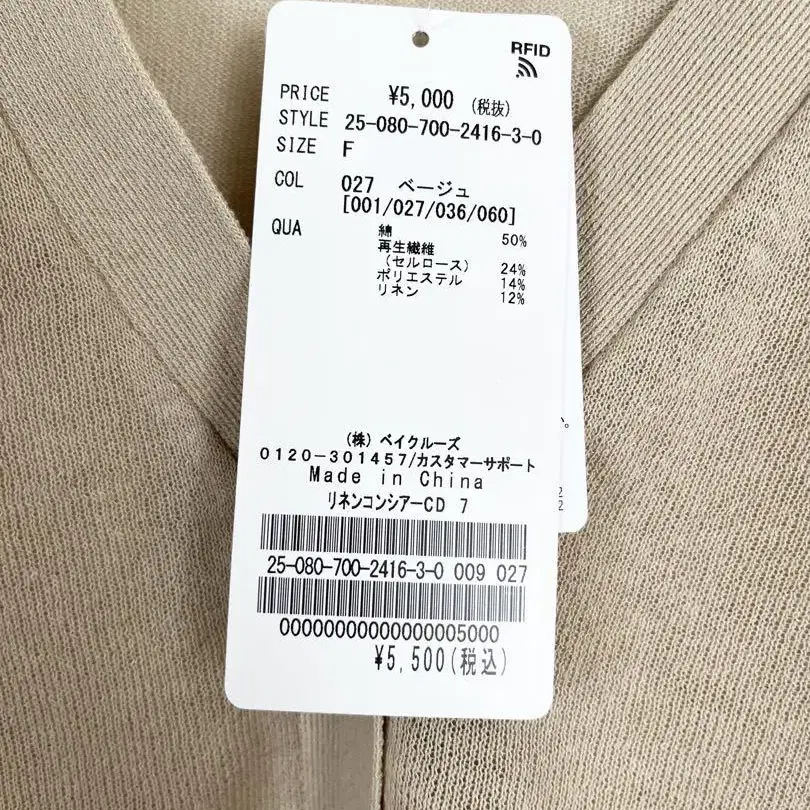 RFID
PRICE ¥5,000 (税抜)
STYLE 25-080-700-2416-3-0
SIZE F
COL 027 ベージュ
[001/027/036/060]
QUA 綿 50%
再生繊維
(セルロース) 24%
ポリエステル 14%
リネン 12%
(株) ベイクルーズ
0120-301457/カスタマーサポート
Made in China
リネンコンシアーCD 7
25-080-700-2416-3-0 009 027
00000000000000005000
¥5,500(税込)